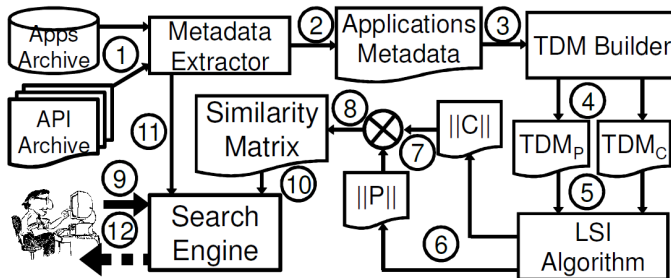 Apps
Archive
1
Metadata
Extractor
2
Applications
Metadata
3
TDM Builder
API
Archive
11
Similarity
Matrix
8
||C||
7
4
TDMP
TDMC
5
9
10
||P||
12
Search
Engine
6
LSI
Algorithm